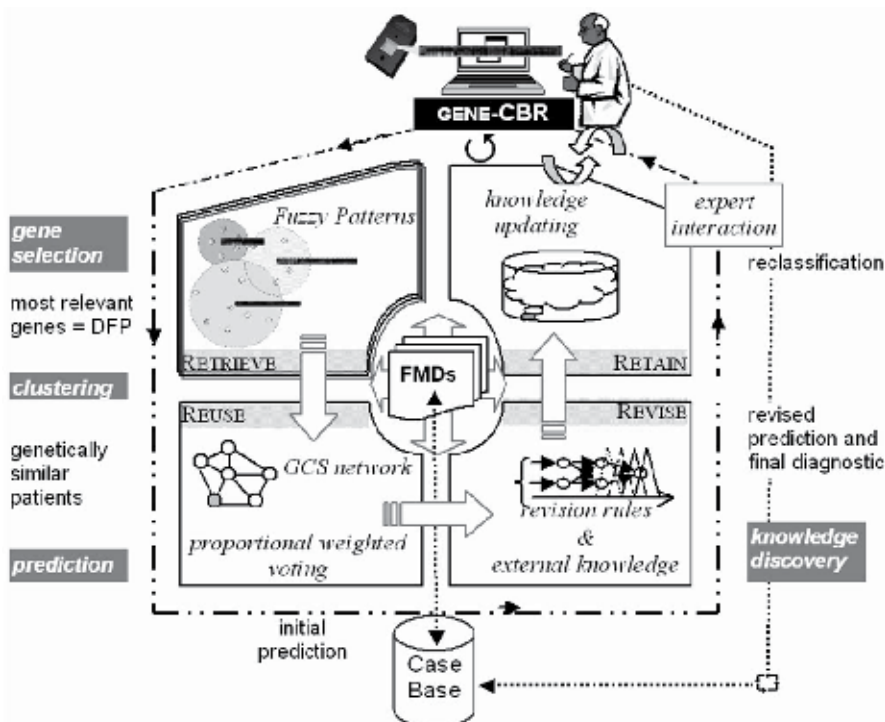 GENE-CBR
gene
selection
most relevant
genes = DFP
clustering
genetically
similar
patients
prediction
Fuzzy Patterns
RETRIEVE
knowledge
updating
RETAIN
expert
interaction
reclassification
FMDs
REUSE
GCS network
proportional weighted
voting
REVISE
revision rules
&
external knowledge
revised
prediction and
final diagnostic
knowledge
discovery
initial
prediction
Case
Base